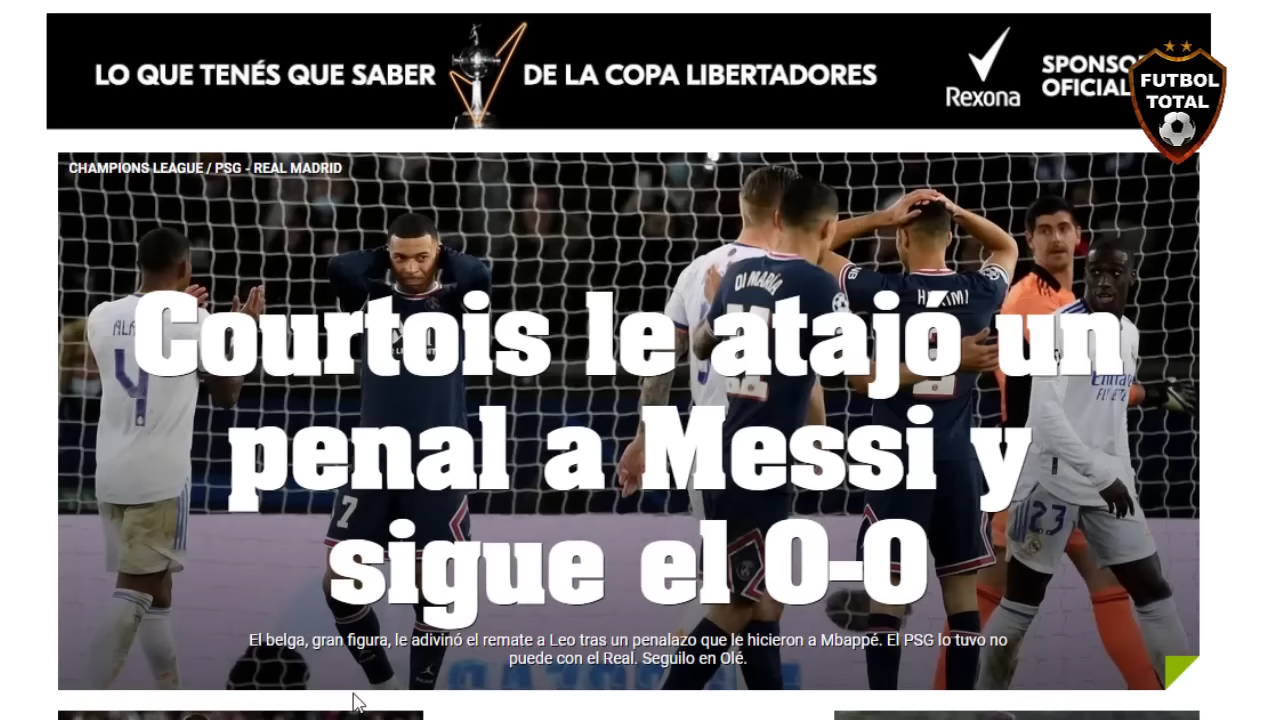 LO QUE TENÉS QUE SABER DE LA COPA LIBERTADORES
Rexona
SPONSO
OFICIAL
FUTBOL
TOTAL
CHAMPIONS LEAGUE / PSG - REAL MADRID
DI MARÍA
4
7
23
Courtois le atajó un
penal a Messi y
sigue el 0-0
El belga, gran figura, le adivinó el remate a Leo tras un penalazo que le hicieron a Mbappé. El PSG lo tuvo no
puede con el Real. Seguilo en Olé.